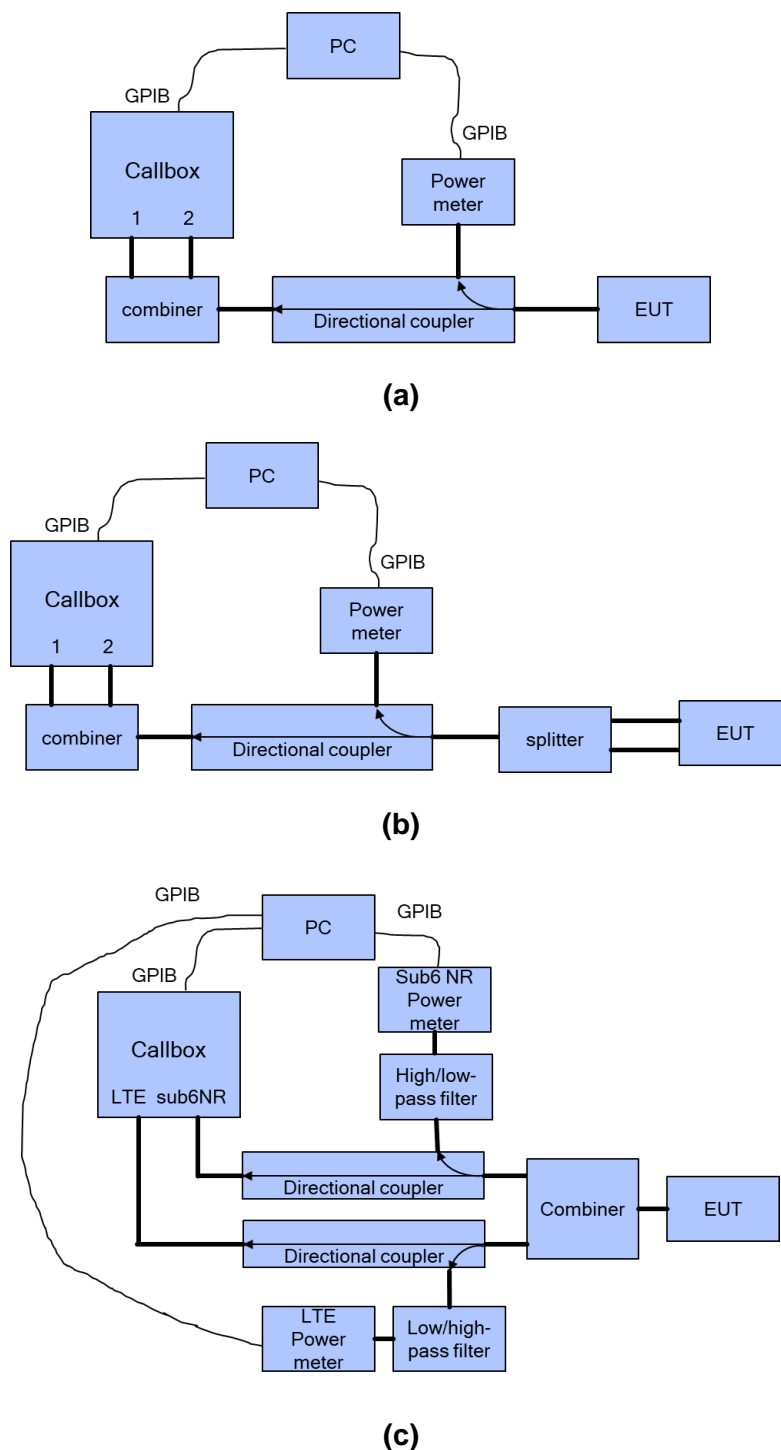 PC
GPIB
GPIB
Callbox
1 2
Power
meter
combiner
Directional coupler
EUT
(a)
PC
GPIB
GPIB
Callbox
1 2
Power
meter
combiner
Directional coupler
splitter
EUT
(b)
GPIB
PC
GPIB
GPIB
Sub6 NR
Power
meter
Callbox
LTE sub6NR
High/low-
pass filter
Directional coupler
Combiner
EUT
Directional coupler
LTE
Power
meter
Low/high-
pass filter
(c)